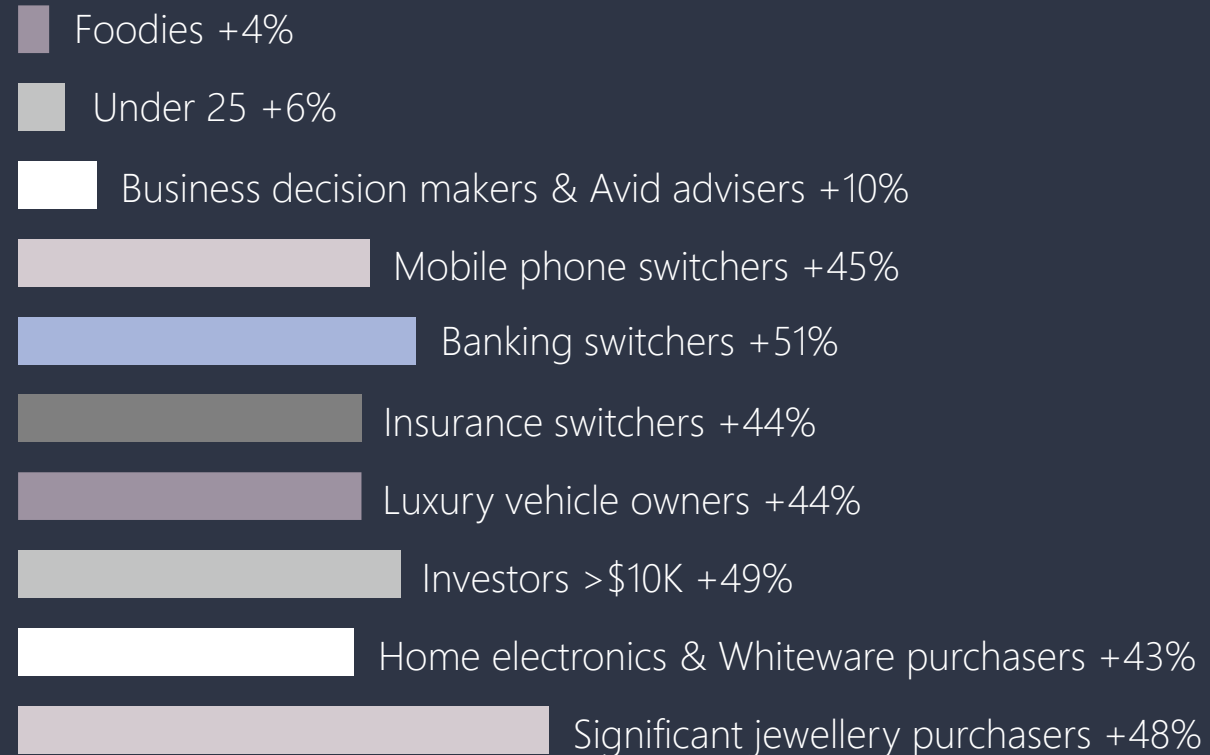 Foodies +4%
Under 25 +6%
Business decision makers & Avid advisers +10%
Mobile phone switchers +45%
Banking switchers +51%
Insurance switchers +44%
Luxury vehicle owners +44%
Investors >$10K +49%
Home electronics & Whiteware purchasers +43%
Significant jewellery purchasers +48%